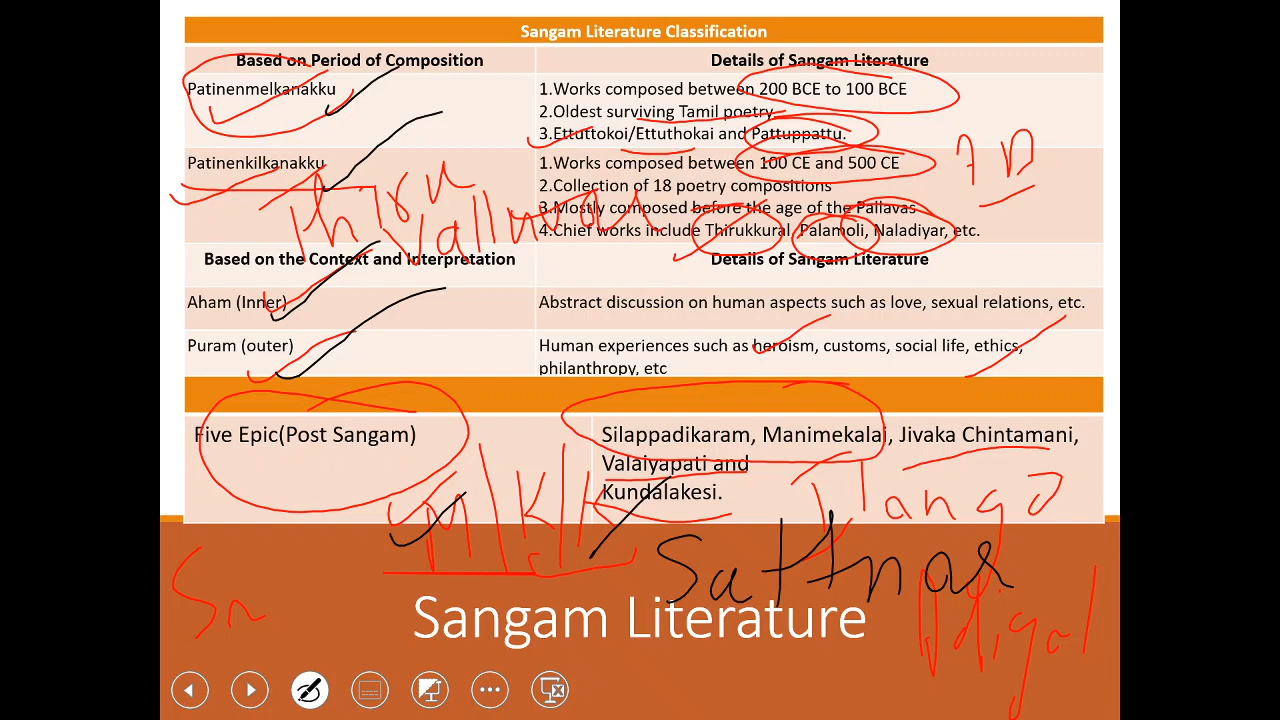 Sangam Literature Classification
Based on Period of Composition
Details of Sangam Literature
Patinenmelkanakku
1.Works composed between 200 BCE to 100 BCE
2.Oldest surviving Tamil poetry.
3.Ettuttokoi/Ettuthokai and Pattuppattu.
Patinenkilkanakku
1.Works composed between 100 CE and 500 CE
2.Collection of 18 poetry compositions
3.Mostly composed before the age of the Pallavas
4.Chief works include Thirukkural, Palamoli, Naladiyar, etc.
Thiru
Valluvar
Based on the Context and Interpretation
Details of Sangam Literature
Aham (Inner)
Abstract discussion on human aspects such as love, sexual relations, etc.
Puram (outer)
Human experiences such as heroism, customs, social life, ethics,
philanthropy, etc
Five Epic(Post Sangam)
Silappadikaram, Manimekalai, Jivaka Chintamani,
Valaiyapati and
Kundalakesi.
Ilango
Adigal
Sattnar
Sangam Literature